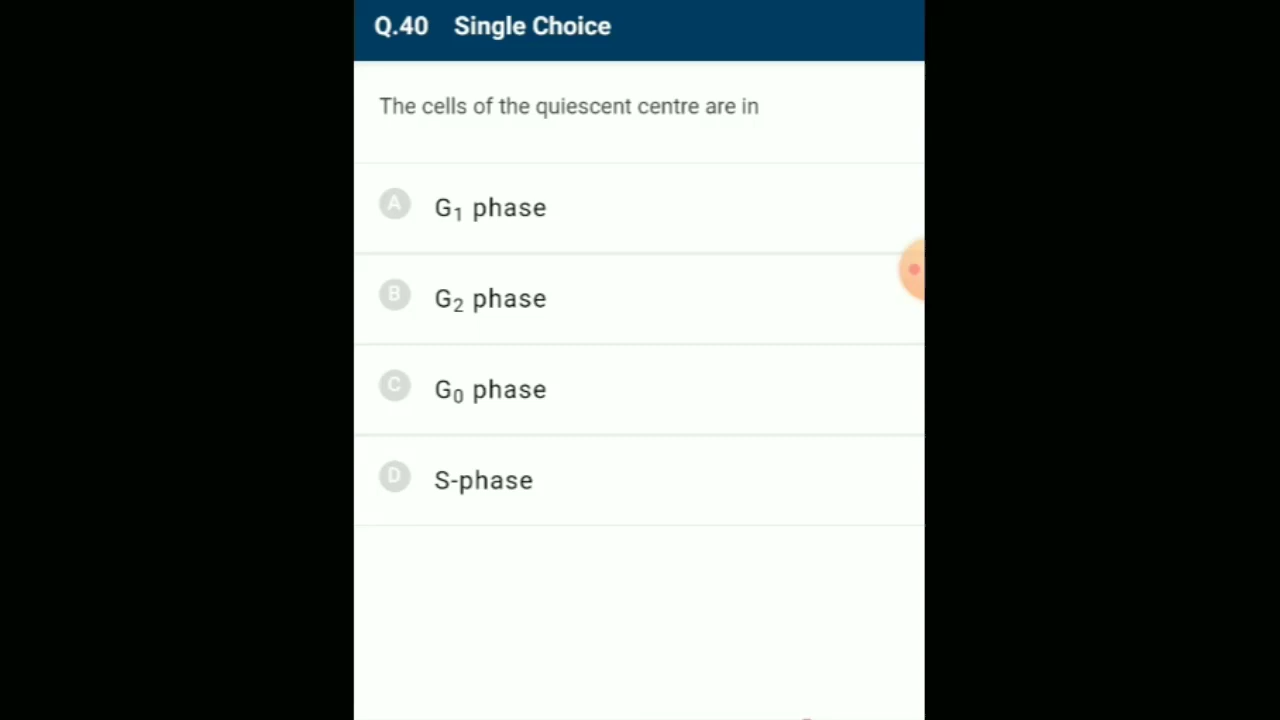 Q.40 Single Choice
The cells of the quiescent centre are in
A G₁ phase
B G₂ phase
C G₀ phase
D S-phase